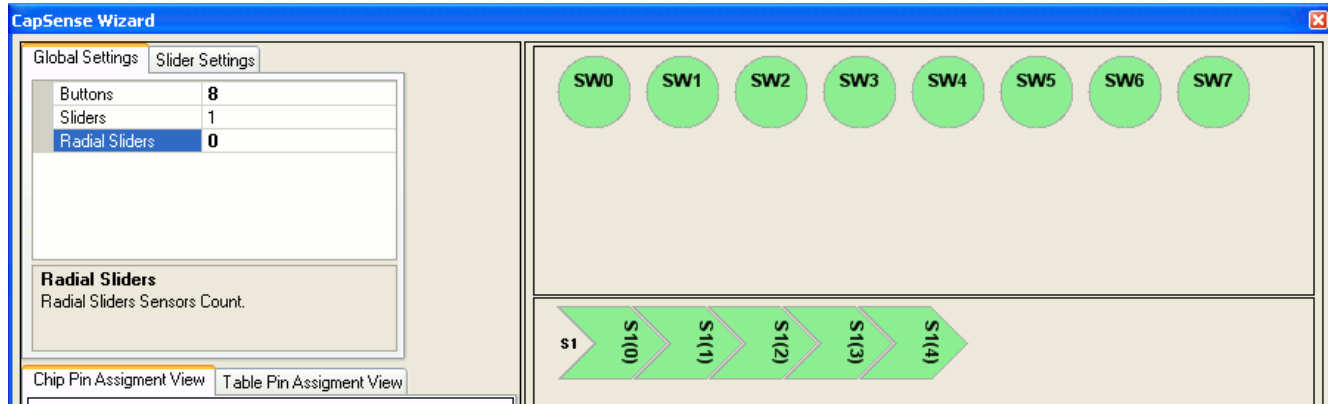 CapSense Wizard
Global Settings
Slider Settings
Buttons 8
Sliders 1
Radial Sliders 0
Radial Sliders
Radial Sliders Sensors Count.
Chip Pin Assigment View
Table Pin Assigment View
SW0 SW1 SW2 SW3 SW4 SW5 SW6 SW7
S1 S1(0) S1(1) S1(2) S1(3) S1(4)